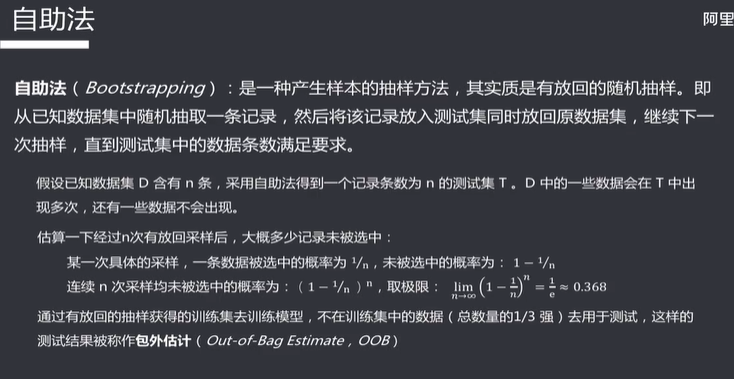 自助法
阿里
自助法（Bootstrapping）：是一种产生样本的抽样方法，其实质是有放回的随机抽样。即
从已知数据集中随机抽取一条记录，然后将该记录放入测试集同时放回原数据集，继续下一
次抽样，直到测试集中的数据条数满足要求。
假设已知数据集 D 含有 n 条，采用自助法得到一个记录条数为 n 的测试集 T 。D 中的一些数据会在 T 中出
现多次，还有一些数据不会出现。
估算一下经过n次有放回采样后，大概多少记录未被选中：
某一次具体的采样，一条数据被选中的概率为 ¹/n，未被选中的概率为： 1 − ¹/n
连续 n 次采样均未被选中的概率为：（ 1 − ¹/n ）ⁿ，取极限： lim n→∞ (1 − 1/n)ⁿ = 1/e ≈ 0.368
通过有放回的抽样获得的训练集去训练模型，不在训练集中的数据（总数量的1/3 强）去用于测试，这样的
测试结果被称作包外估计（Out-of-Bag Estimate，OOB）